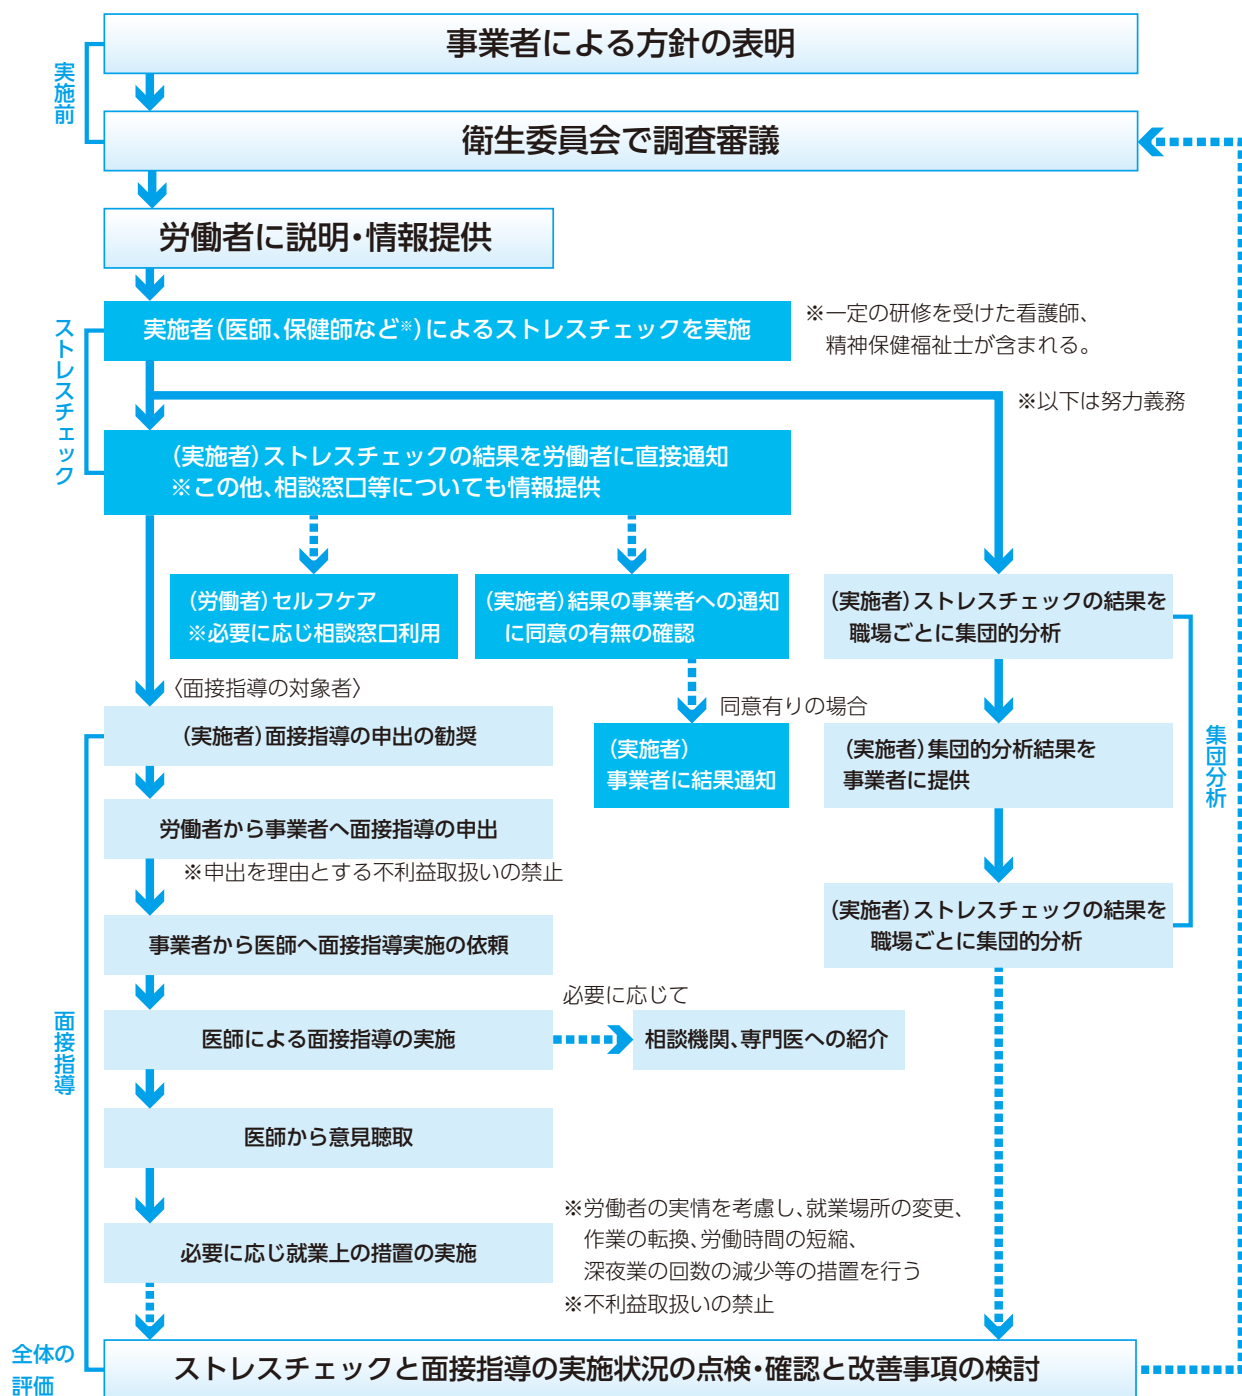 事業者による方針の表明
実施前
衛生委員会で調査審議
労働者に説明・情報提供
ストレスチェック
実施者(医師、保健師など※)によるストレスチェックを実施
※一定の研修を受けた看護師、
精神保健福祉士が含まれる。
※以下は努力義務
(実施者)ストレスチェックの結果を労働者に直接通知
※この他、相談窓口等についても情報提供
(労働者)セルフケア
※必要に応じ相談窓口利用
(実施者)結果の事業者への通知
に同意の有無の確認
(実施者)ストレスチェックの結果を
職場ごとに集団的分析
〈面接指導の対象者〉
同意有りの場合
(実施者)面接指導の申出の勧奨
(実施者)
事業者に結果通知
(実施者)集団的分析結果を
事業者に提供
集団分析
労働者から事業者へ面接指導の申出
※申出を理由とする不利益取扱いの禁止
(実施者)ストレスチェックの結果を
職場ごとに集団的分析
事業者から医師へ面接指導実施の依頼
必要に応じて
面接指導
医師による面接指導の実施
相談機関、専門医への紹介
医師から意見聴取
必要に応じ就業上の措置の実施
※労働者の実情を考慮し、就業場所の変更、
作業の転換、労働時間の短縮、
深夜業の回数の減少等の措置を行う
※不利益取扱いの禁止
全体の
評価
ストレスチェックと面接指導の実施状況の点検・確認と改善事項の検討